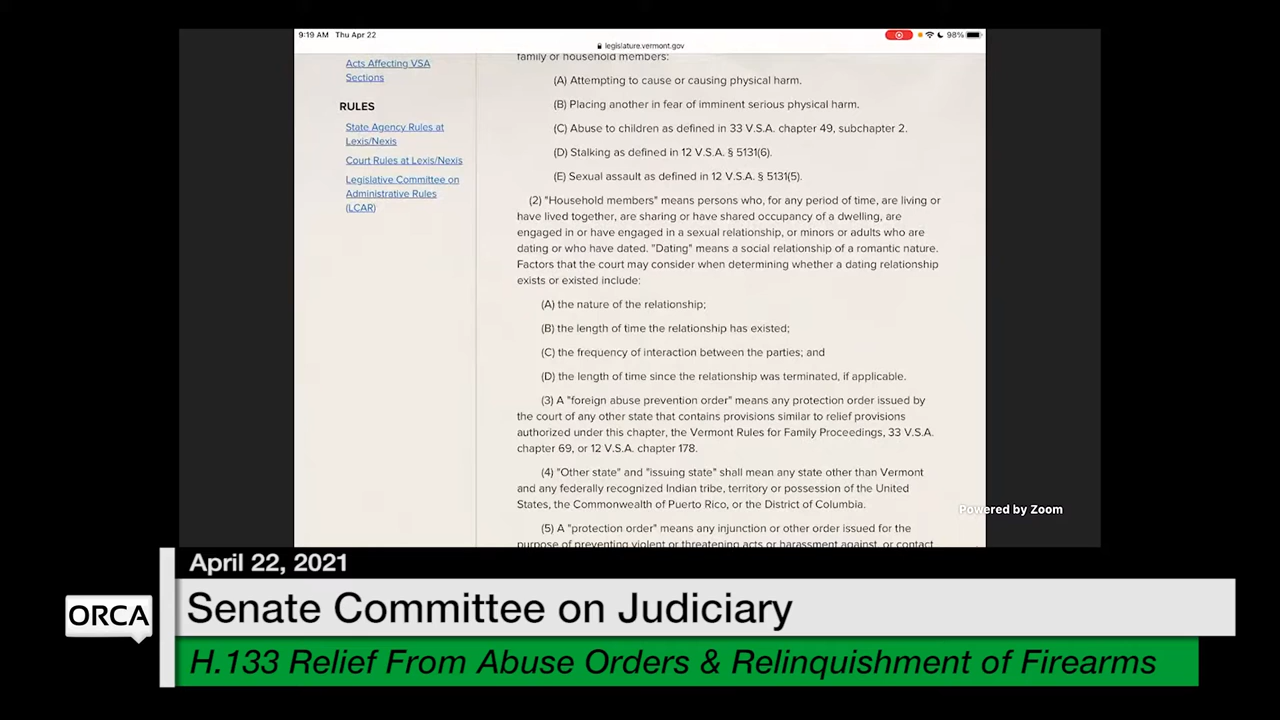 9:19 AM Thu Apr 22
98%
legislature.vermont.gov
Acts Affecting VSA
Sections
RULES
State Agency Rules at
Lexis/Nexis
Court Rules at Lexis/Nexis
Legislative Committee on
Administrative Rules
(LCAR)
family or household members:
(A) Attempting to cause or causing physical harm.
(B) Placing another in fear of imminent serious physical harm.
(C) Abuse to children as defined in 33 V.S.A. chapter 49, subchapter 2.
(D) Stalking as defined in 12 V.S.A. § 5131(6).
(E) Sexual assault as defined in 12 V.S.A. § 5131(5).
(2) "Household members" means persons who, for any period of time, are living or
have lived together, are sharing or have shared occupancy of a dwelling, are
engaged in or have engaged in a sexual relationship, or minors or adults who are
dating or who have dated. "Dating" means a social relationship of a romantic nature.
Factors that the court may consider when determining whether a dating relationship
exists or existed include:
(A) the nature of the relationship;
(B) the length of time the relationship has existed;
(C) the frequency of interaction between the parties; and
(D) the length of time since the relationship was terminated, if applicable.
(3) A "foreign abuse prevention order" means any protection order issued by
the court of any other state that contains provisions similar to relief provisions
authorized under this chapter, the Vermont Rules for Family Proceedings, 33 V.S.A.
chapter 69, or 12 V.S.A. chapter 178.
(4) "Other state" and "issuing state" shall mean any state other than Vermont
and any federally recognized Indian tribe, territory or possession of the United
States, the Commonwealth of Puerto Rico, or the District of Columbia.
(5) A "protection order" means any injunction or other order issued for the
purpose of preventing violent or threatening acts or harassment against, or contact
Powered by Zoom
April 22, 2021
ORCA
Senate Committee on Judiciary
H.133 Relief From Abuse Orders & Relinquishment of Firearms